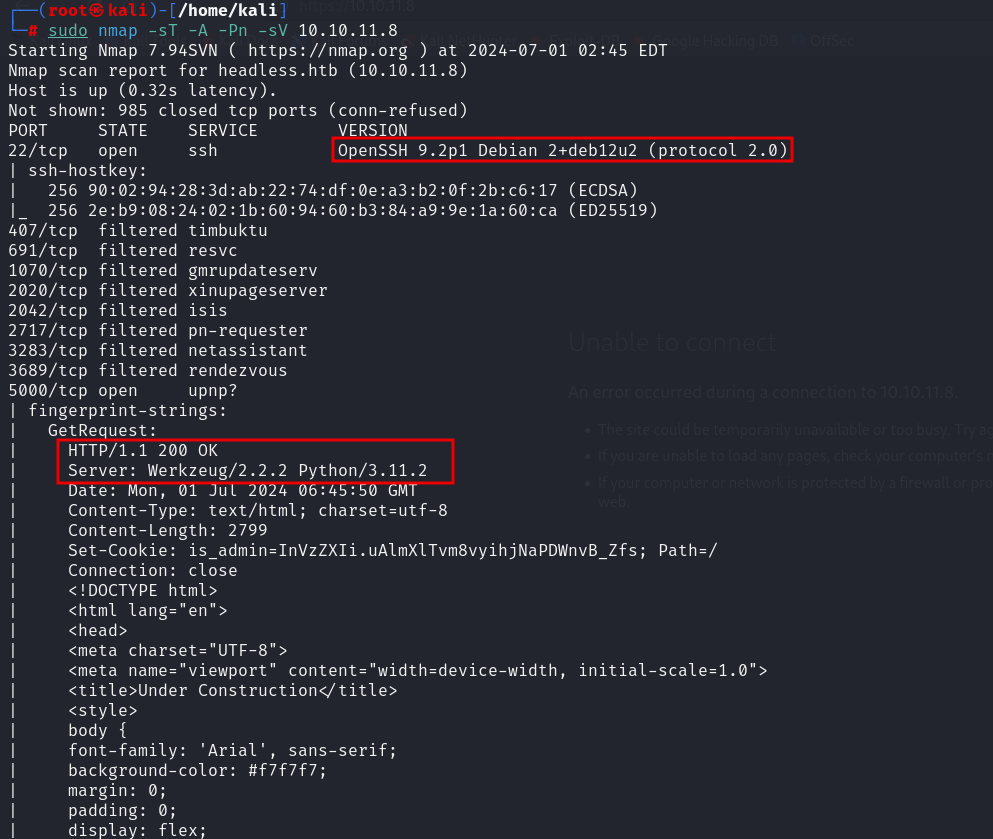 https://10.10.11.8
┌──(root㉿kali)-[/home/kali]
└─# sudo nmap -sT -A -Pn -sV 10.10.11.8
Google Hacking DB OffSec
Starting Nmap 7.94SVN ( https://nmap.org ) at 2024-07-01 02:45 EDT
Nmap scan report for headless.htb (10.10.11.8)
Host is up (0.32s latency).
Not shown: 985 closed tcp ports (conn-refused)
PORT     STATE    SERVICE        VERSION
22/tcp   open     ssh            OpenSSH 9.2p1 Debian 2+deb12u2 (protocol 2.0)
| ssh-hostkey:
|   256 90:02:94:28:3d:ab:22:74:df:0e:a3:b2:0f:2b:c6:17 (ECDSA)
|_  256 2e:b9:08:24:02:1b:60:94:60:b3:84:a9:9e:1a:60:ca (ED25519)
407/tcp  filtered timbuktu
691/tcp  filtered resvc
1070/tcp filtered gmrupdateserv
2020/tcp filtered xinupageserver
2042/tcp filtered isis
2717/tcp filtered pn-requester
3283/tcp filtered netassistant
3689/tcp filtered rendezvous
5000/tcp open     upnp?
| fingerprint-strings:
|   GetRequest:
|     HTTP/1.1 200 OK
|     Server: Werkzeug/2.2.2 Python/3.11.2
|     Date: Mon, 01 Jul 2024 06:45:50 GMT
|     Content-Type: text/html; charset=utf-8
|     Content-Length: 2799
|     Set-Cookie: is_admin=InVzZXIi.uAlmXlTvm8vyihjNaPDWnvB_Zfs; Path=/
|     Connection: close
|     <!DOCTYPE html>
|     <html lang="en">
|     <head>
|     <meta charset="UTF-8">
|     <meta name="viewport" content="width=device-width, initial-scale=1.0">
|     <title>Under Construction</title>
|     <style>
|     body {
|     font-family: 'Arial', sans-serif;
|     background-color: #f7f7f7;
|     margin: 0;
|     padding: 0;
|     display: flex;
Unable to connect
An error occurred during a connection to 10.10.11.8.
The site could be temporarily unavailable or too busy. Try
If you are unable to load any pages, check your computer's
If your computer or network is protected by a firewall or
web.